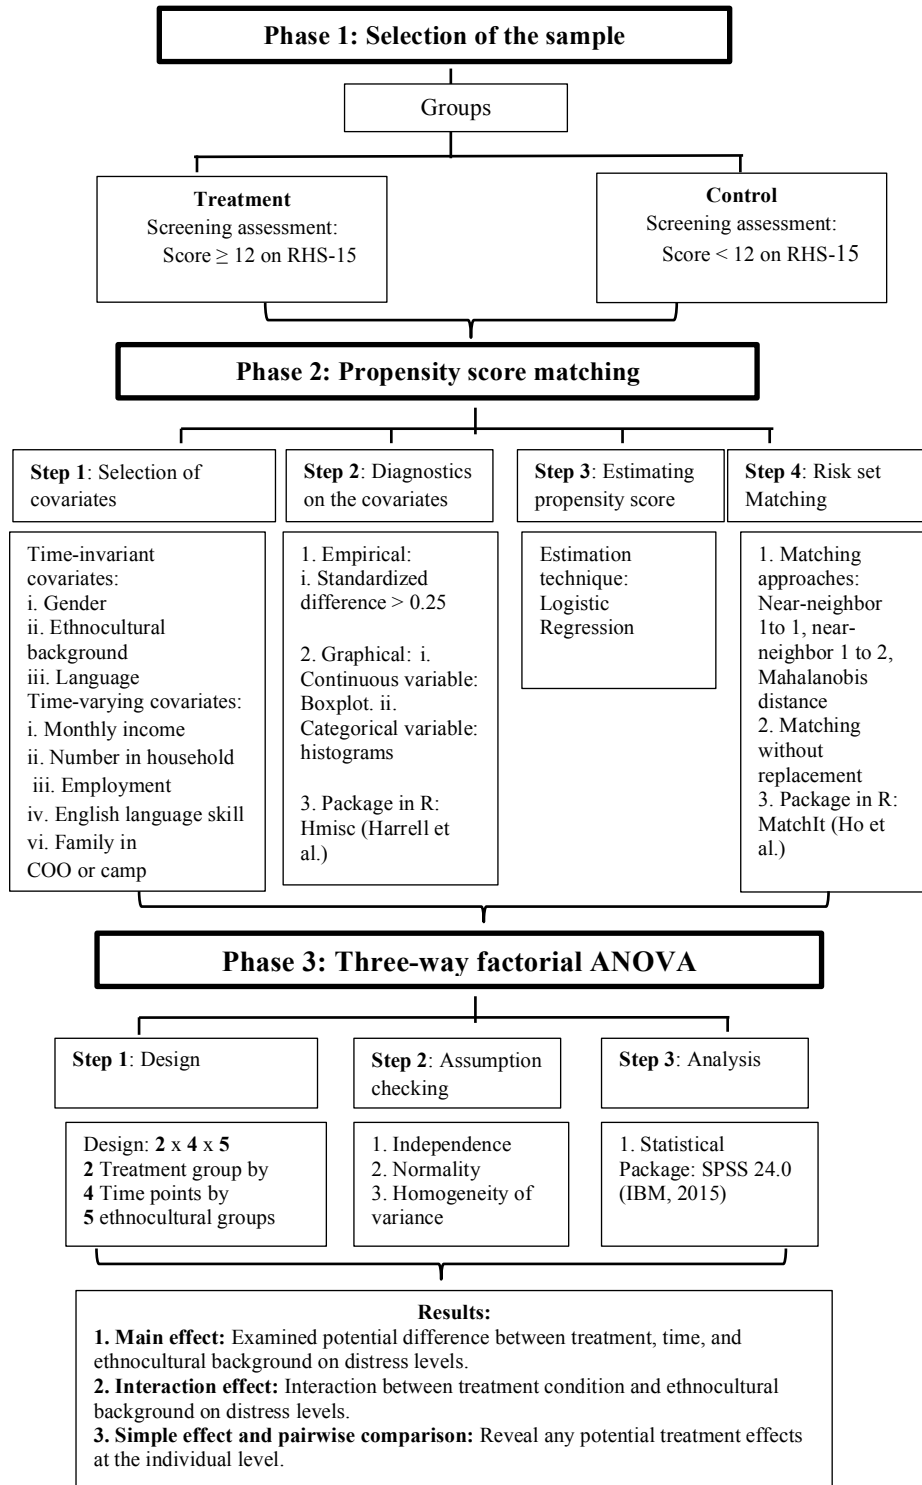 Phase 1: Selection of the sample
Groups
Treatment
Screening assessment:
Score ≥ 12 on RHS-15
Control
Screening assessment:
Score < 12 on RHS-15
Phase 2: Propensity score matching
Step 1: Selection of
covariates
Time-invariant
covariates:
i. Gender
ii. Ethnocultural
background
iii. Language
Time-varying covariates:
i. Monthly income
ii. Number in household
iii. Employment
iv. English language skill
vi. Family in
COO or camp
Step 2: Diagnostics
on the covariates
1. Empirical:
i. Standardized
difference > 0.25
2. Graphical: i.
Continuous variable:
Boxplot. ii.
Categorical variable:
histograms
3. Package in R:
Hmisc (Harrell et
al.)
Step 3: Estimating
propensity score
Estimation
technique:
Logistic
Regression
Step 4: Risk set
Matching
1. Matching
approaches:
Near-neighbor
1to 1, near-
neighbor 1 to 2,
Mahalanobis
distance
2. Matching
without
replacement
3. Package in R:
MatchIt (Ho et
al.)
Phase 3: Three-way factorial ANOVA
Step 1: Design
Design: 2 x 4 x 5
2 Treatment group by
4 Time points by
5 ethnocultural groups
Step 2: Assumption
checking
1. Independence
2. Normality
3. Homogeneity of
variance
Step 3: Analysis
1. Statistical
Package: SPSS 24.0
(IBM, 2015)
Results:
1. Main effect: Examined potential difference between treatment, time, and
ethnocultural background on distress levels.
2. Interaction effect: Interaction between treatment condition and ethnocultural
background on distress levels.
3. Simple effect and pairwise comparison: Reveal any potential treatment effects
at the individual level.